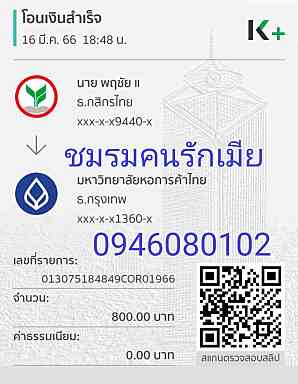 โอนเงินสำเร็จ
16 มี.ค. 66 18:48 น.
K+
นาย พฤชัย แ
ธ.กสิกรไทย
xxx-x-x9440-x
ชมรมคนรักเมีย
มหาวิทยาลัยหอการค้าไทย
ธ.กรุงเทพ
xxx-x-x1360-x
0946080102
เลขที่รายการ:
013075184849COR01966
จำนวน:
800.00 บาท
ค่าธรรมเนียม:
0.00 บาท
สแกนตรวจสอบสลิป